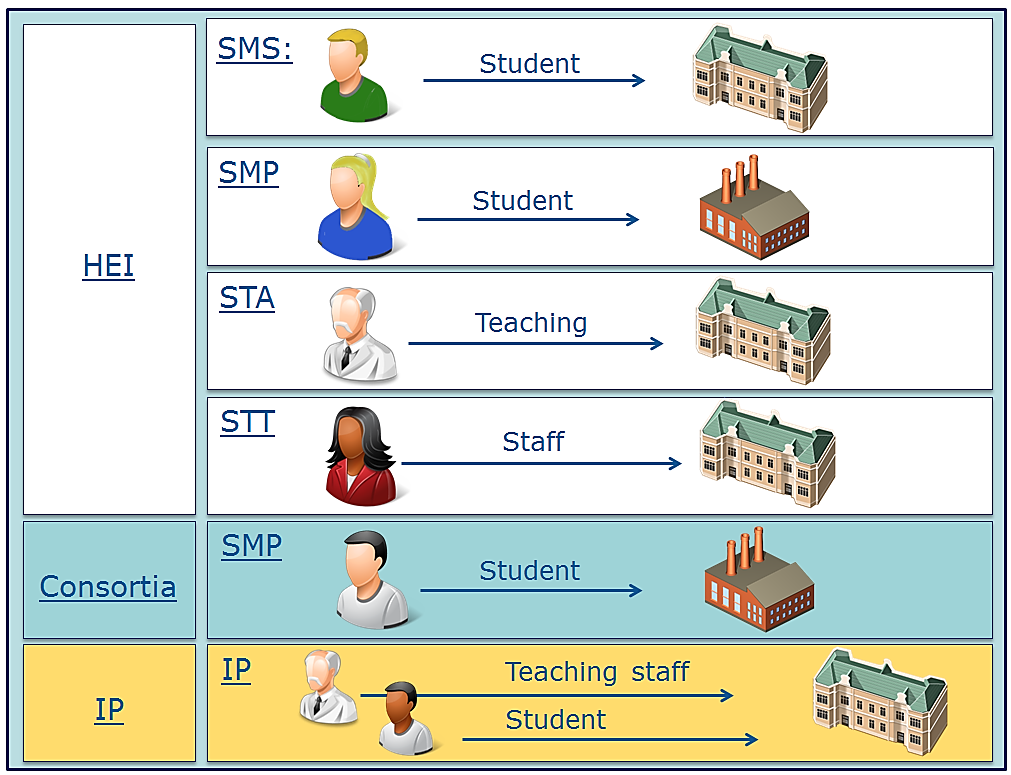 HEI
SMS:
Student
SMP
Student
STA
Teaching
STT
Staff
Consortia
SMP
Student
IP
IP
Teaching staff
Student